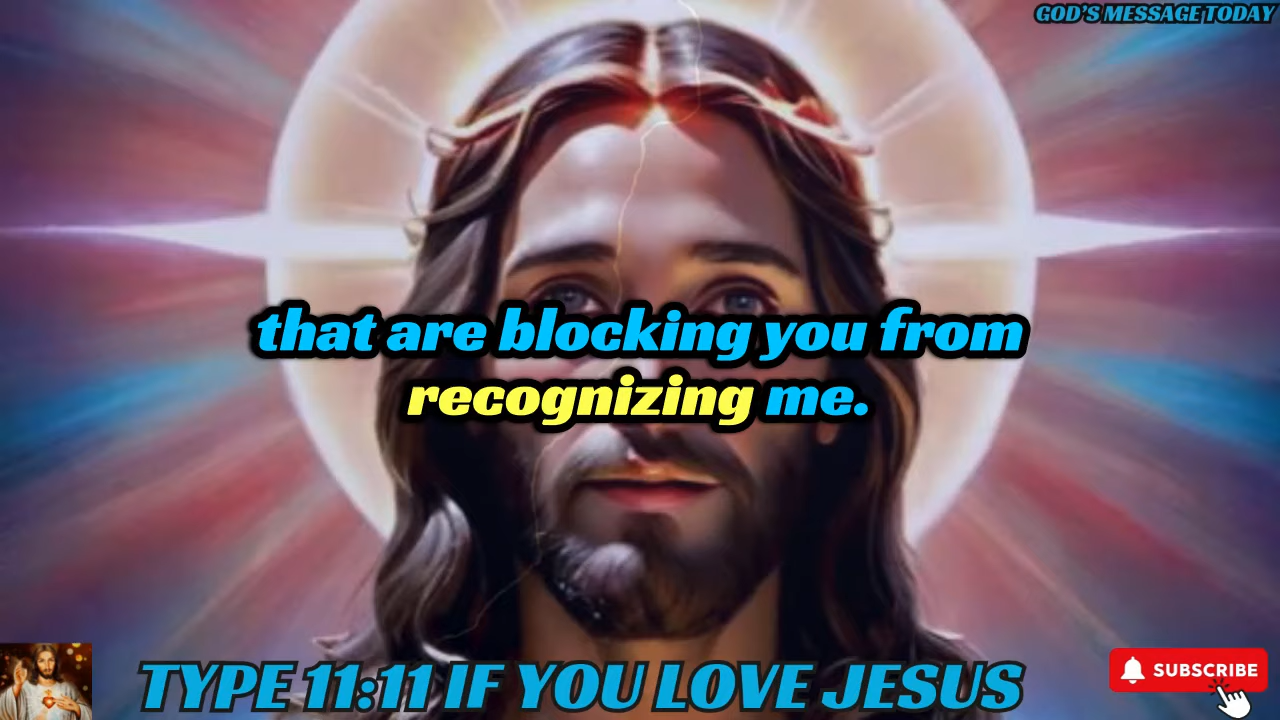 GOD'S MESSAGE TODAY
that are blocking you from
recognizing me.
TYPE 11:11 IF YOU LOVE JESUS
SUBSCRIBE